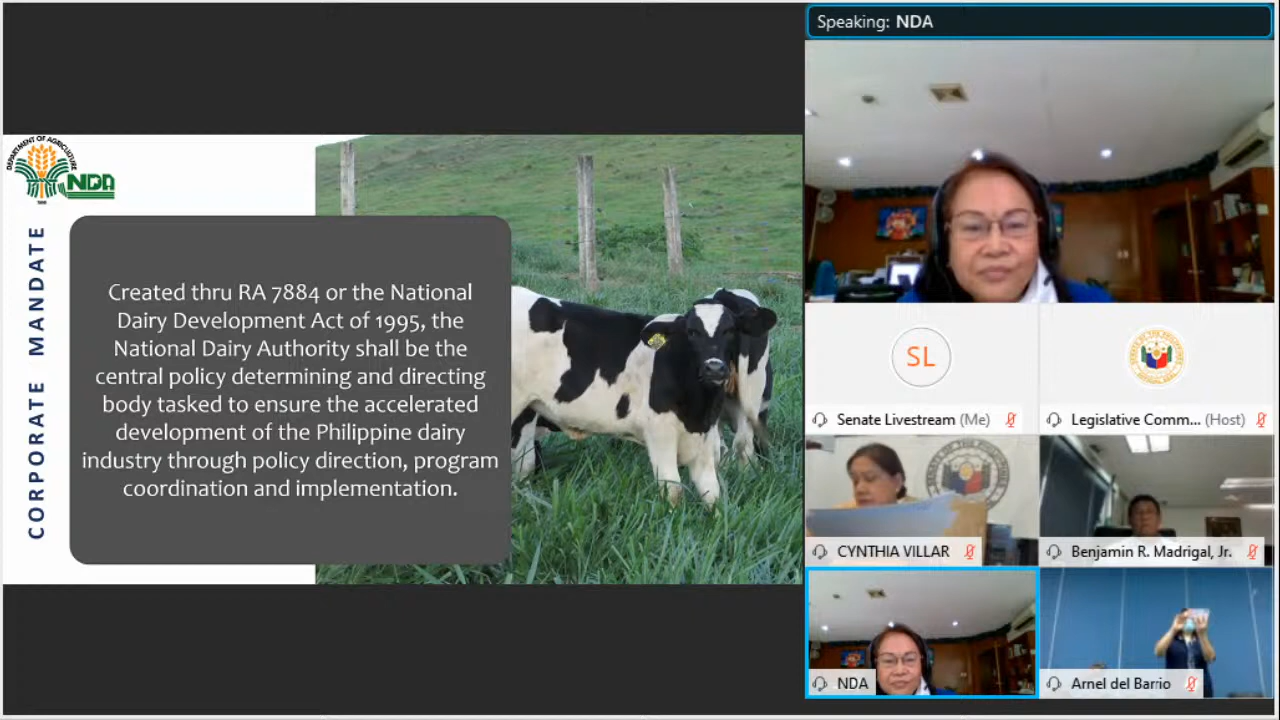 Speaking: NDA
DEPARTMENT OF AGRICULTURE
NDA
CORPORATE MANDATE
Created thru RA 7884 or the National
Dairy Development Act of 1995, the
National Dairy Authority shall be the
central policy determining and directing
body tasked to ensure the accelerated
development of the Philippine dairy
industry through policy direction, program
coordination and implementation.
SL
Senate Livestream (Me)
Legislative Comm... (Host)
CYNTHIA VILLAR
Benjamin R. Madrigal, Jr.
NDA
Arnel del Barrio